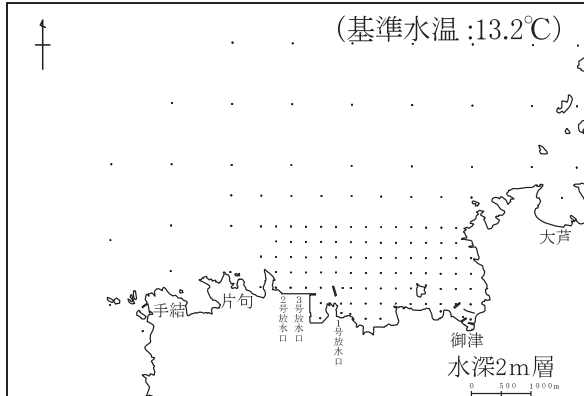 (基準水温:13.2℃)
大芦
手結
片句
2号放水口
3号放水口
1号放水口
御津
水深2m層
0 500 1000m